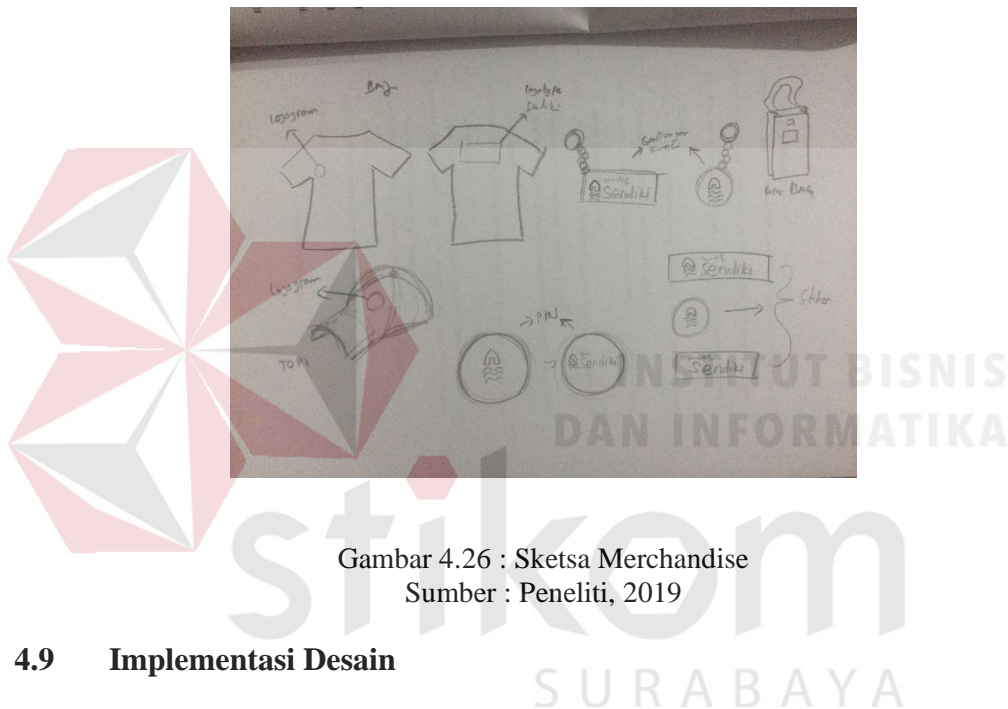 Baju
Logogram
logotype
Sendiki
Gantungan
Kunci
Sendiki
BAG
Logogram
TOPI
PIN
Sendiki
Sendiki
Sendiki
Stiker
INSTITUT BISNIS
DAN INFORMATIKA
stikom
SURABAYA
Gambar 4.26 : Sketsa Merchandise
Sumber : Peneliti, 2019
4.9 Implementasi Desain